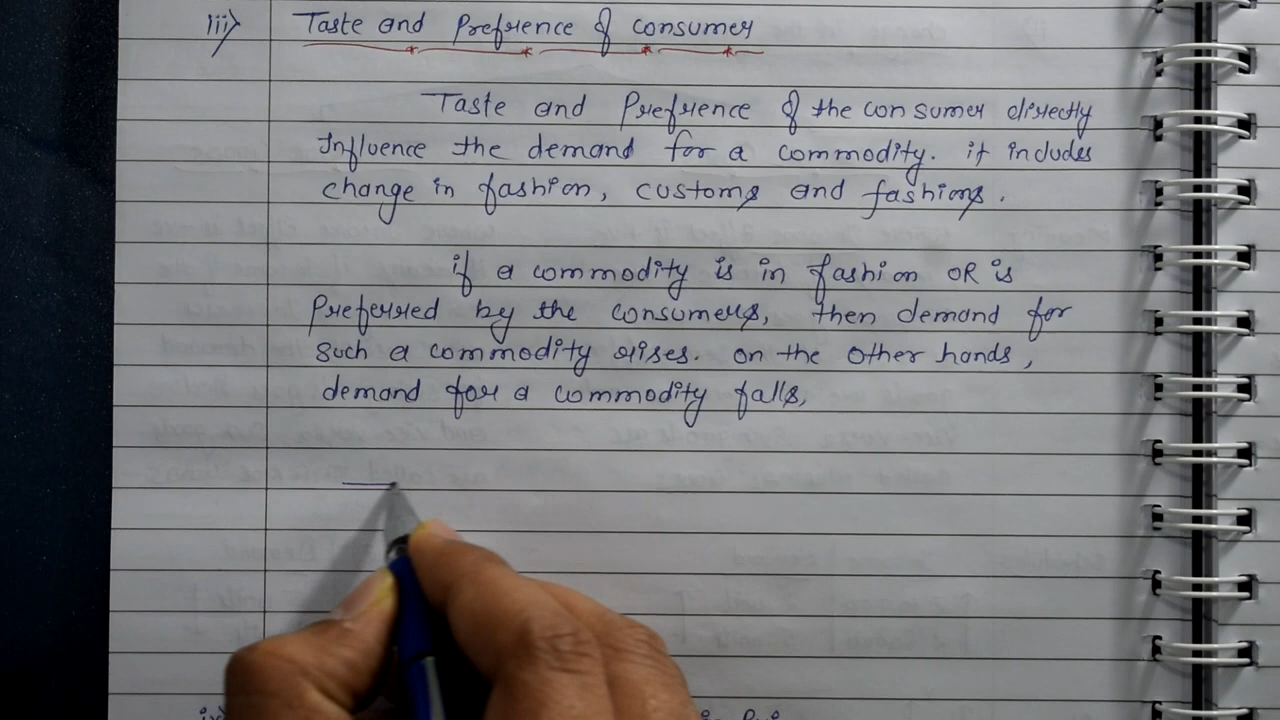 iii)
Taste and Prefrence of consumer
Taste and Prefrence of the consumer directly
Influence the demand for a commodity. it includes
change in fashion, customs and fashions.
if a commodity is in fashion OR is
Preferred by the consumers, then demand for
such a commodity rises. on the other hands,
demand for a commodity falls,